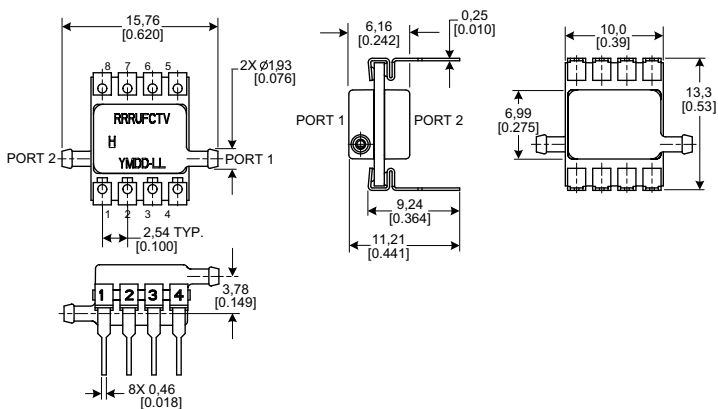 15,76
[0.620]
8 7 6 5
2X Ø1,93
[0.076]
RRRUFCTV
H
YMDD-LL
PORT 2
PORT 1
1 2 3 4
2,54 TYP.
[0.100]
6,16
[0.242]
0,25
[0.010]
PORT 1
PORT 2
9,24
[0.364]
11,21
[0.441]
10,0
[0.39]
13,3
[0.53]
6,99
[0.275]
1 2 3 4
3,78
[0.149]
8X 0,46
[0.018]